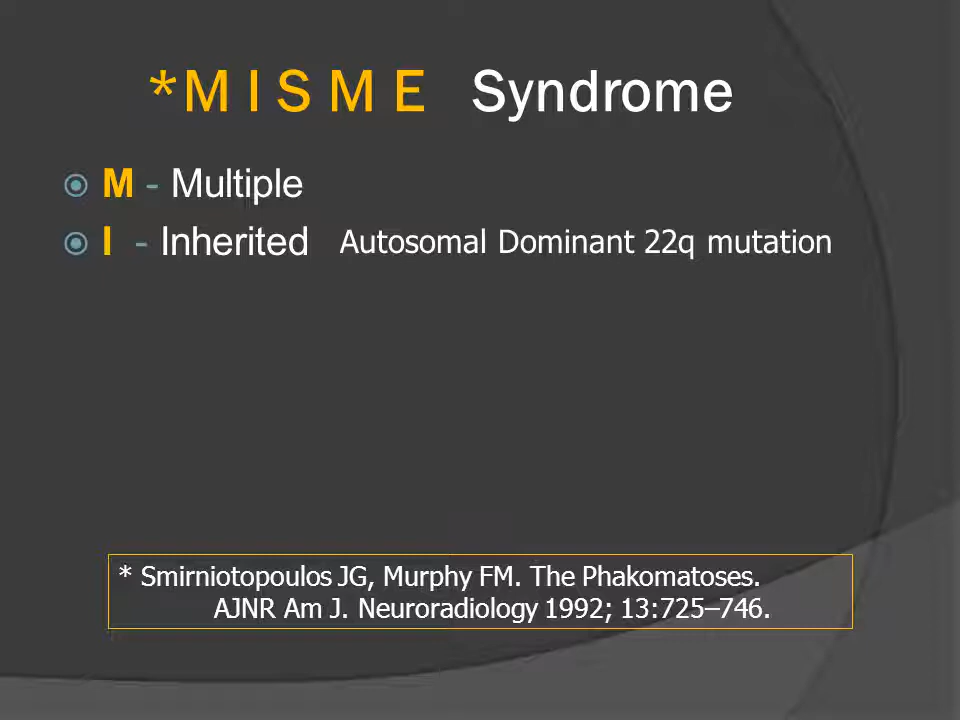 *M I S M E Syndrome
M - Multiple
I - Inherited Autosomal Dominant 22q mutation
* Smirniotopoulos JG, Murphy FM. The Phakomatoses.
AJNR Am J. Neuroradiology 1992; 13:725–746.